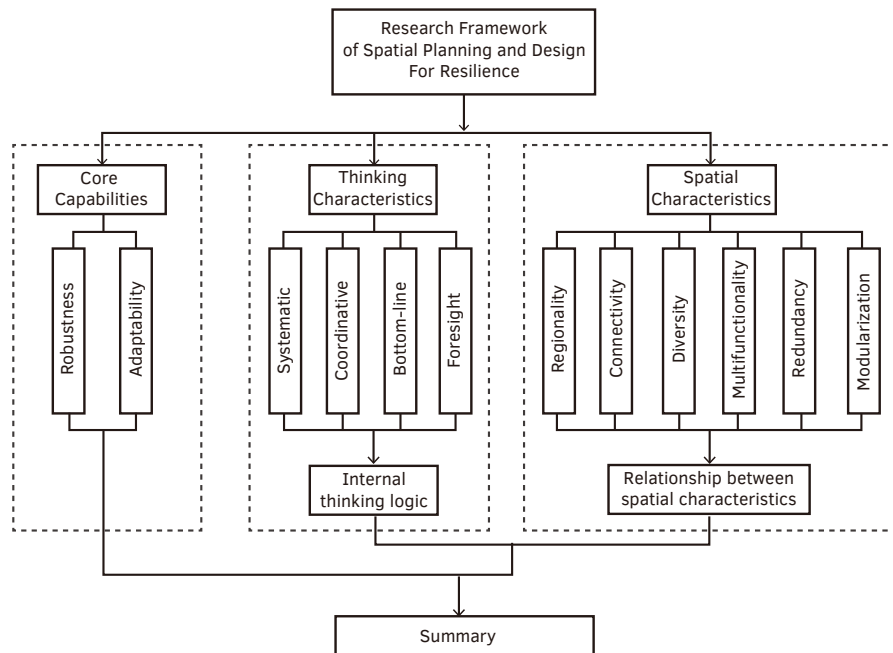 Research Framework
of Spatial Planning and Design
For Resilience
Core
Capabilities
Thinking
Characteristics
Spatial
Characteristics
Robustness
Adaptability
Systematic
Coordinative
Bottom-line
Foresight
Regionality
Connectivity
Diversity
Multifunctionality
Redundancy
Modularization
Internal
thinking logic
Relationship between
spatial characteristics
Summary